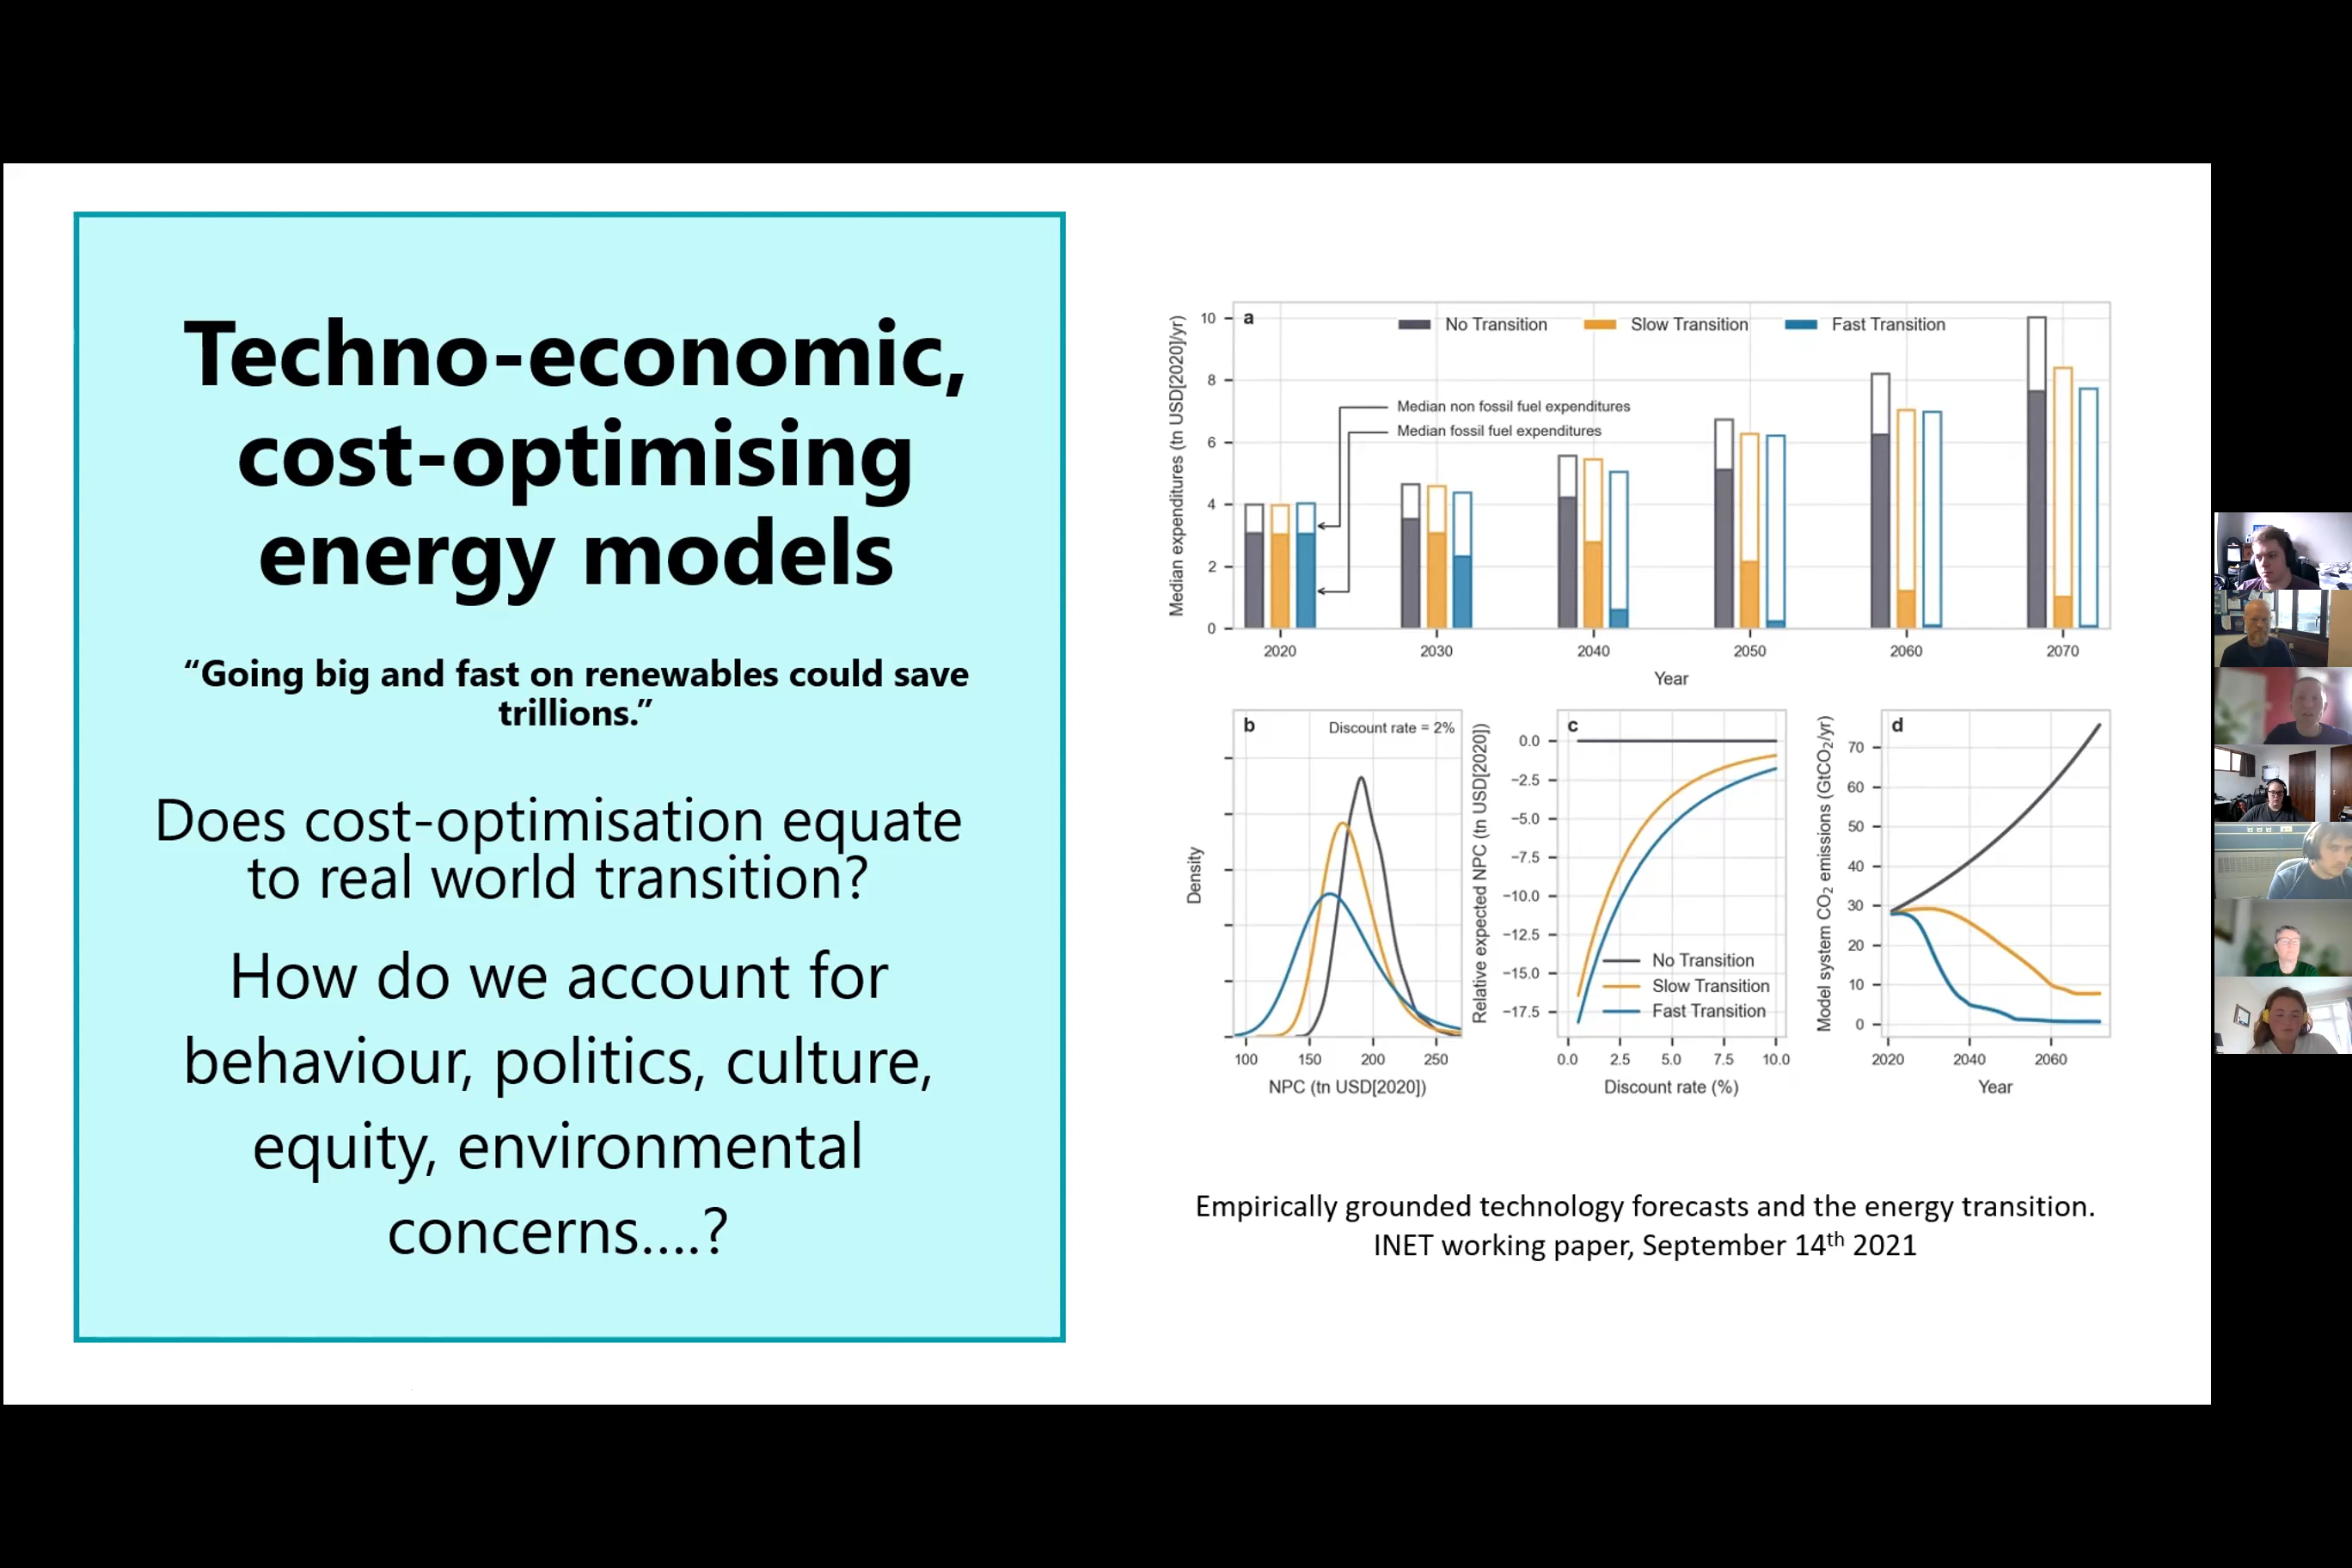 Techno-economic,
cost-optimising
energy models
“Going big and fast on renewables could save
trillions.”
Does cost-optimisation equate
to real world transition?
How do we account for
behaviour, politics, culture,
equity, environmental
concerns....?
a
No Transition
Slow Transition
Fast Transition
Median expenditures (tn USD[2020]/yr)
10
8
6
4
2
0
Median non fossil fuel expenditures
Median fossil fuel expenditures
2020
2030
2040
2050
2060
2070
Year
b
Discount rate = 2%
Density
100
150
200
250
NPC (tn USD[2020])
c
Relative expected NPC (tn USD[2020])
0.0
−2.5
−5.0
−7.5
−10.0
−12.5
−15.0
−17.5
No Transition
Slow Transition
Fast Transition
0.0
2.5
5.0
7.5
10.0
Discount rate (%)
d
Model system CO₂ emissions (GtCO₂/yr)
70
60
50
40
30
20
10
0
2020
2040
2060
Year
Empirically grounded technology forecasts and the energy transition.
INET working paper, September 14th 2021